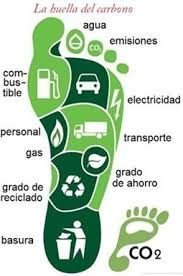 La huella del carbono
agua
CO2
emisiones
com-
bus-
tible
electricidad
personal
transporte
gas
grado
de ahorro
grado de
reciclado
basura
CO2